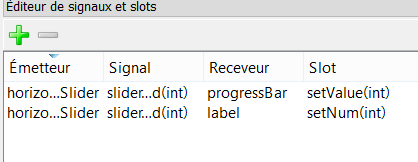 Éditeur de signaux et slots
Émetteur Signal Receveur Slot
horizo...Slider slider...d(int) progressBar setValue(int)
horizo...Slider slider...d(int) label setNum(int)